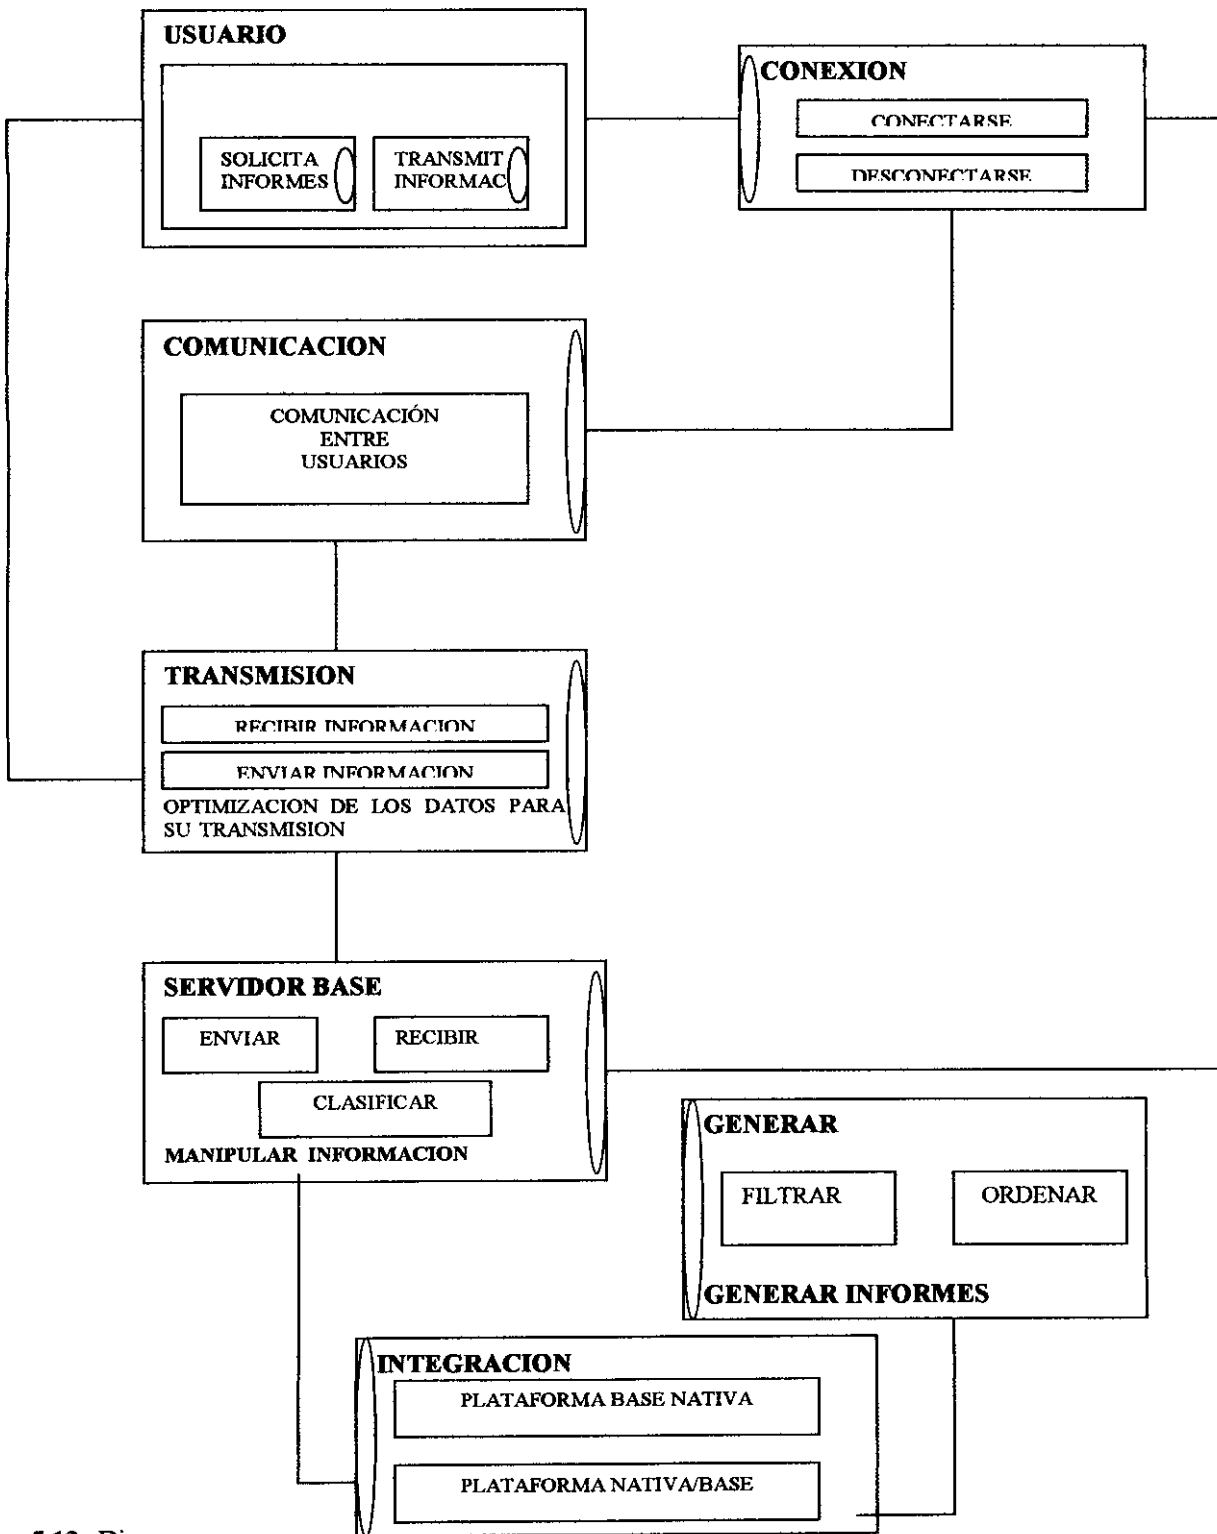 USUARIO
SOLICITA
INFORMES
TRANSMIT
INFORMAC
CONEXION
CONECTARSE
DESCONECTARSE
COMUNICACION
COMUNICACIÓN
ENTRE
USUARIOS
TRANSMISION
RECIBIR INFORMACION
ENVIAR INFORMACION
OPTIMIZACION DE LOS DATOS PARA
SU TRANSMISION
SERVIDOR BASE
ENVIAR
RECIBIR
CLASIFICAR
MANIPULAR INFORMACION
GENERAR
FILTRAR
ORDENAR
GENERAR INFORMES
INTEGRACION
PLATAFORMA BASE NATIVA
PLATAFORMA NATIVA/BASE